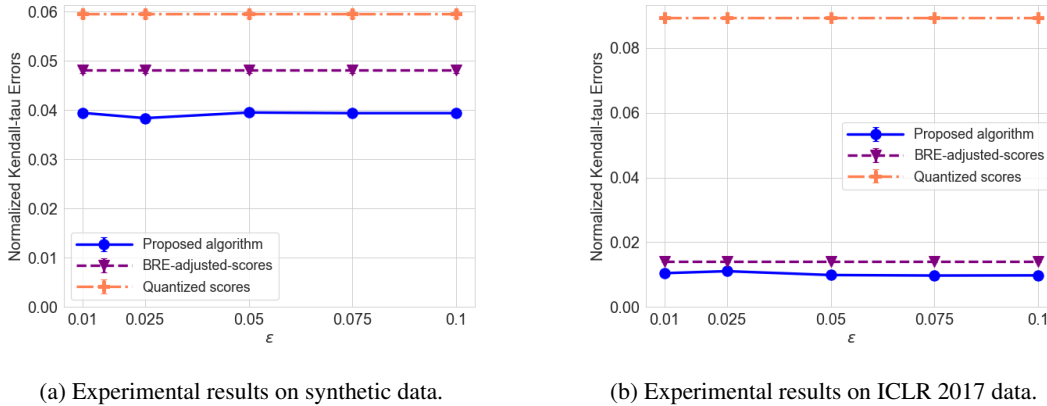 0.06
0.05
0.04
0.03
0.02
0.01
0.00
Normalized Kendall-tau Errors
Proposed algorithm
BRE-adjusted-scores
Quantized scores
0.01 0.025 0.05 0.075 0.1
ε
(a) Experimental results on synthetic data.
0.08
0.06
0.04
0.02
0.00
Normalized Kendall-tau Errors
Proposed algorithm
BRE-adjusted-scores
Quantized scores
0.01 0.025 0.05 0.075 0.1
ε
(b) Experimental results on ICLR 2017 data.